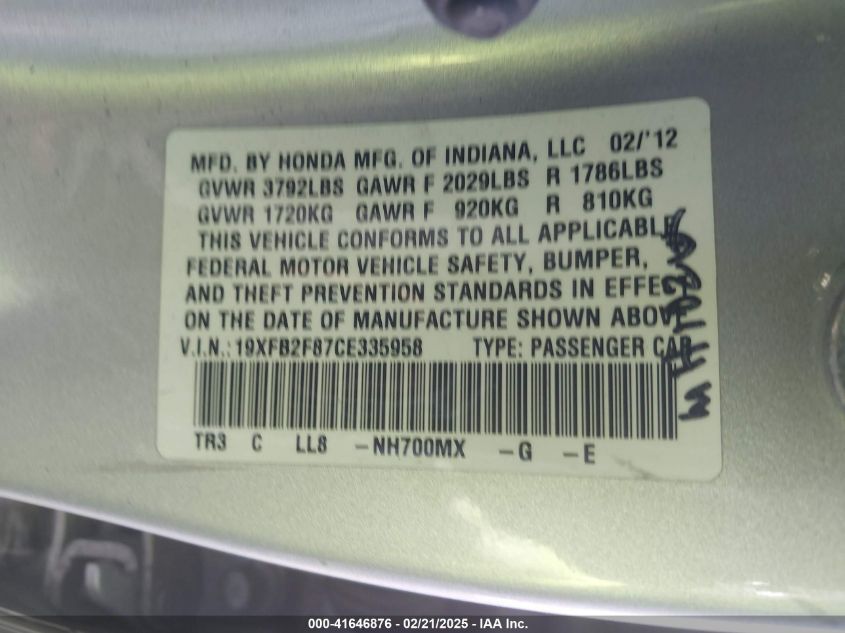 MFD. BY HONDA MFG. OF INDIANA, LLC 02/'12
GVWR 3792LBS GAWR F 2029LBS R 1786LBS
GVWR 1720KG GAWR F 920KG R 810KG
THIS VEHICLE CONFORMS TO ALL APPLICABLE
FEDERAL MOTOR VEHICLE SAFETY, BUMPER,
AND THEFT PREVENTION STANDARDS IN EFFEC
ON THE DATE OF MANUFACTURE SHOWN ABOV
V.I.N.:19XFB2F87CE335958 TYPE: PASSENGER CAR
TR3 C LL8 -NH700MX -G -E
000-41646876 / 02/21/2025 - IAA Inc.